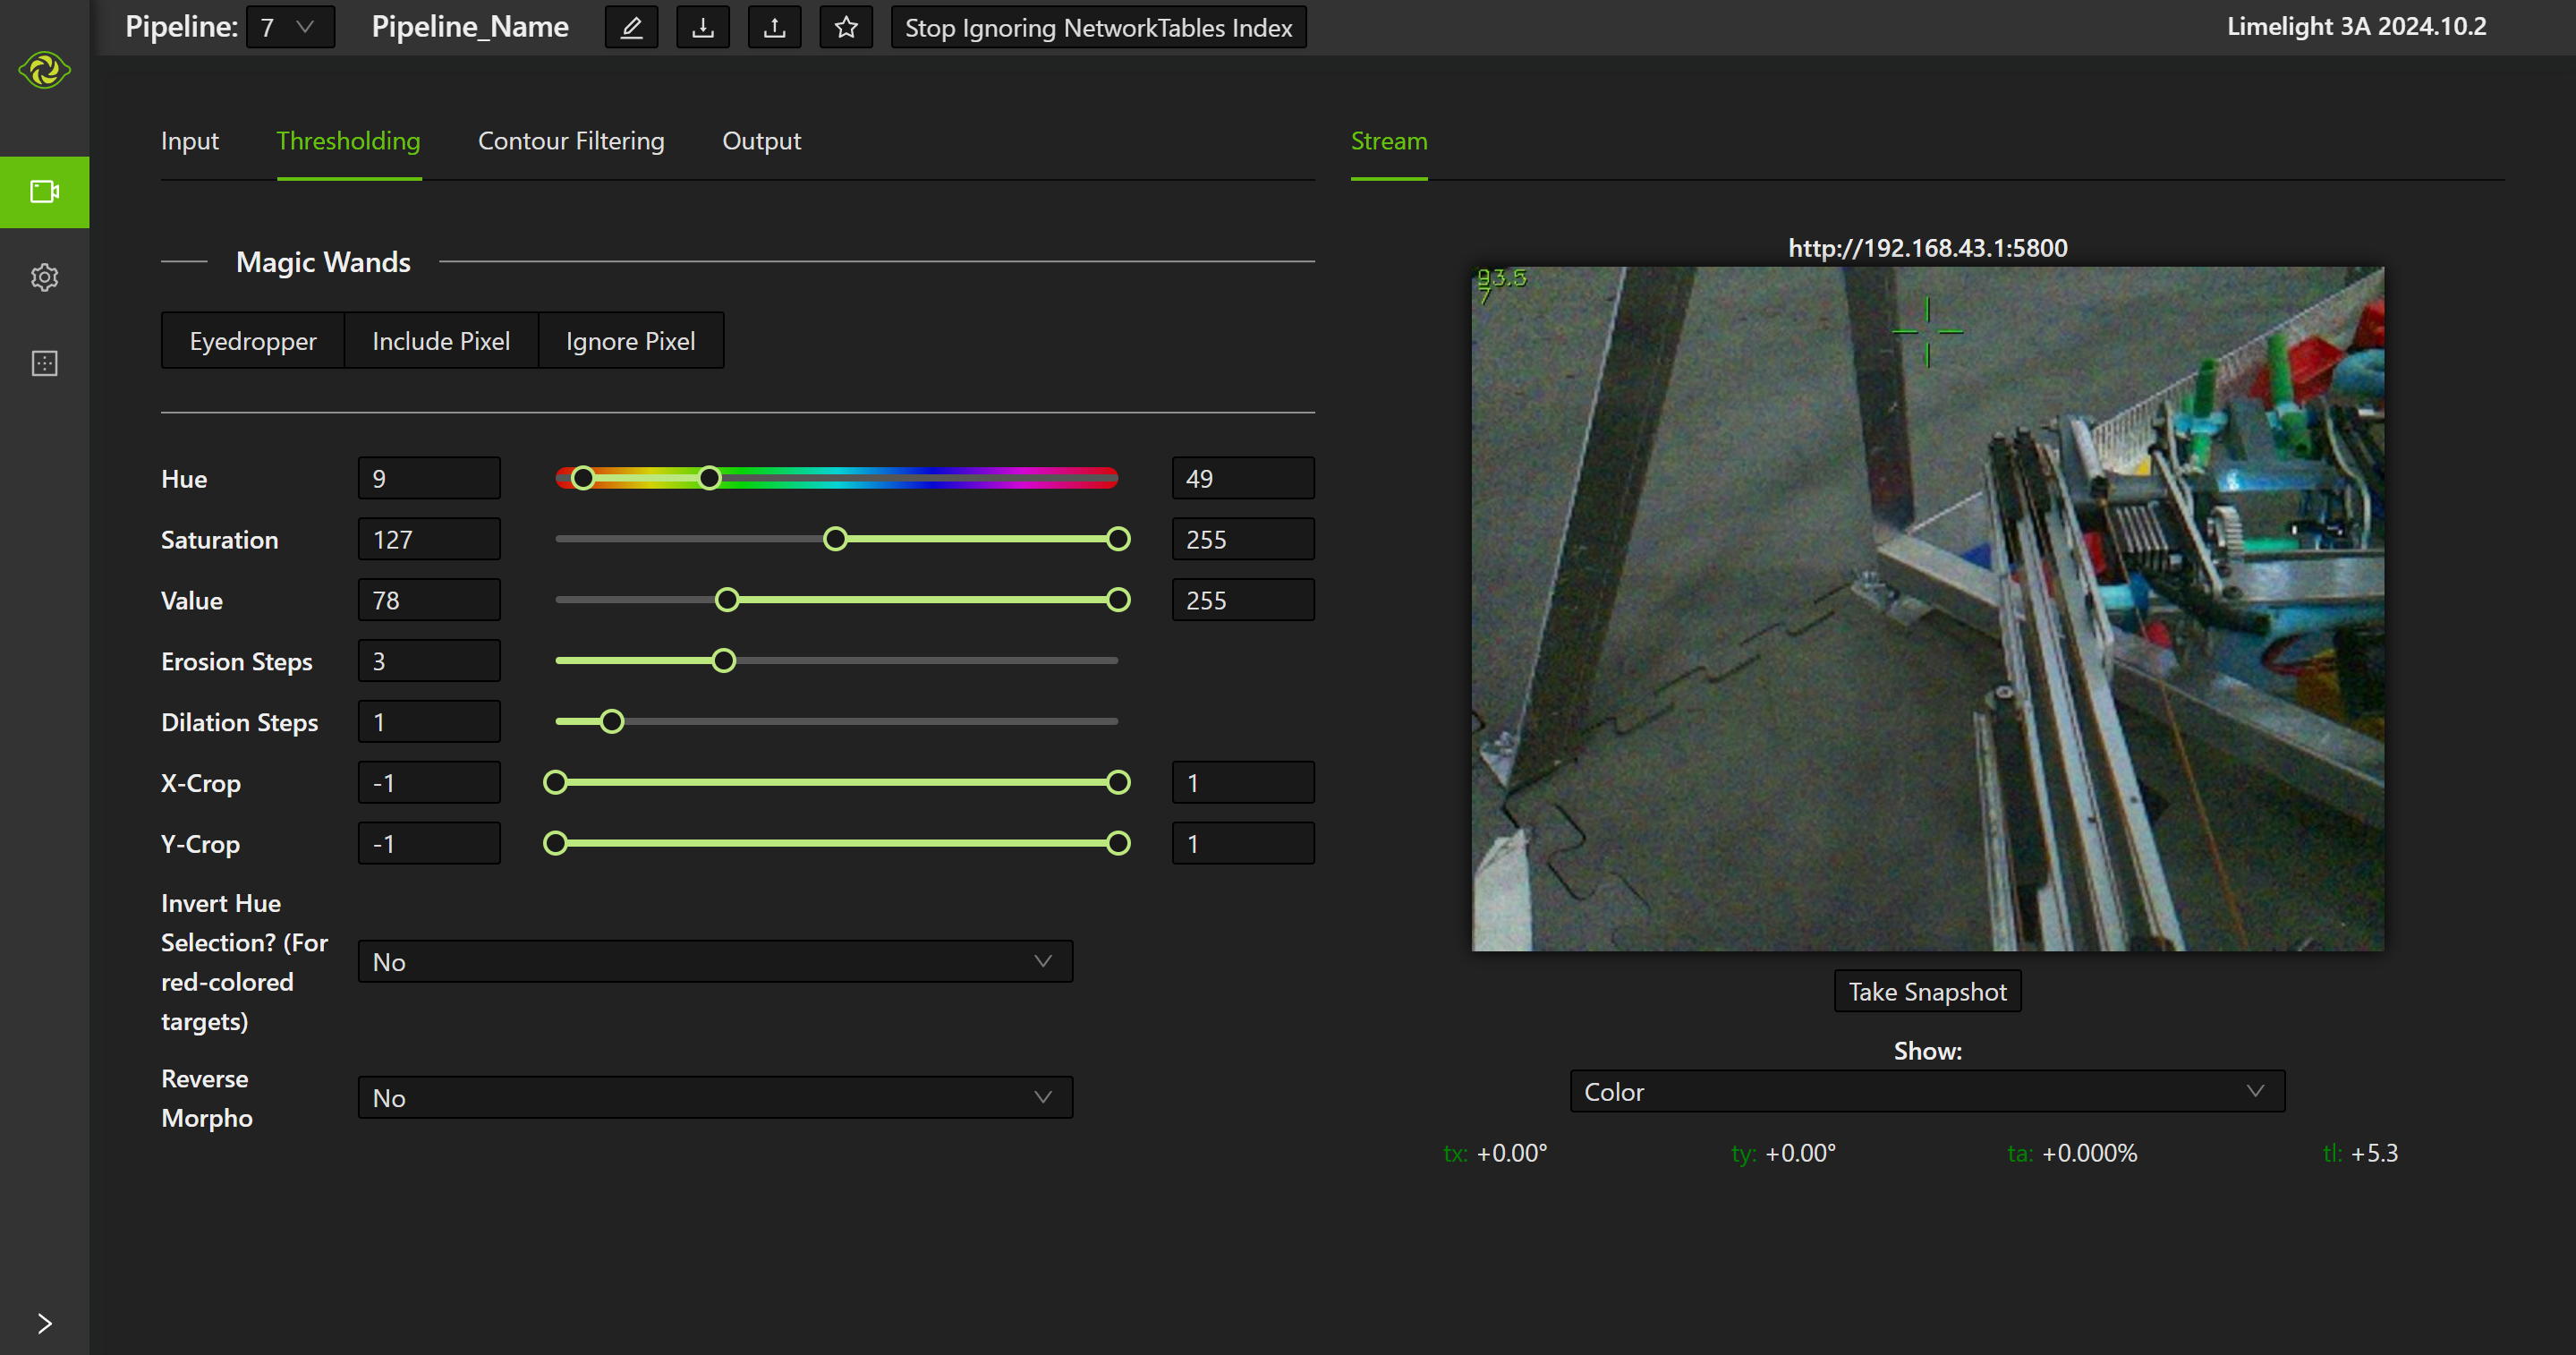 Pipeline: 7 Pipeline_Name Stop Ignoring NetworkTables Index Limelight 3A 2024.10.2
Input Thresholding Contour Filtering Output
Stream
Magic Wands
Eyedropper Include Pixel Ignore Pixel
Hue 9 49
Saturation 127 255
Value 78 255
Erosion Steps 3
Dilation Steps 1
X-Crop -1 1
Y-Crop -1 1
Invert Hue
Selection? (For
red-colored
targets)
No
Reverse
Morpho
No
http://192.168.43.1:5800
93.5
7
Take Snapshot
Show:
Color
tx: +0.00° ty: +0.00° ta: +0.000% tl: +5.3